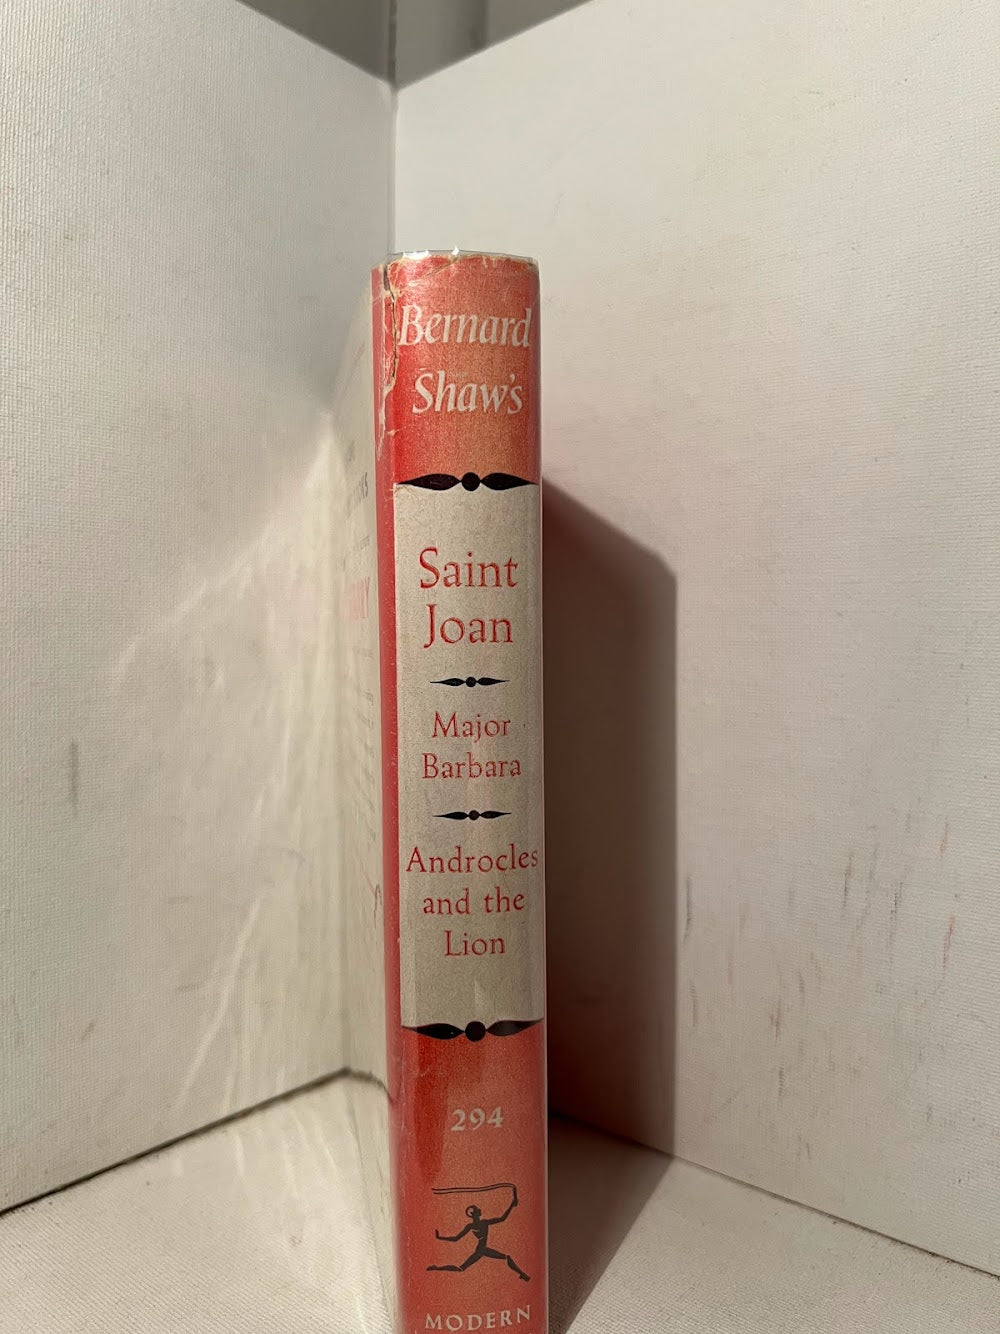 Bernard
Shaw's
Saint
Joan
Major
Barbara
Androcles
and the
Lion
294
MODERN